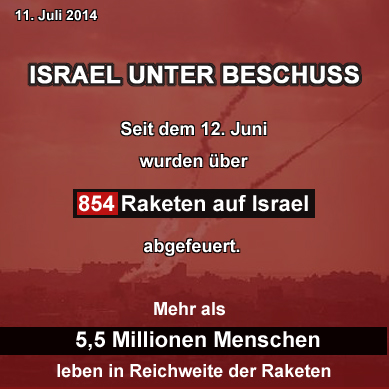 11. Juli 2014
ISRAEL UNTER BESCHUSS
Seit dem 12. Juni
wurden über
854 Raketen auf Israel
abgefeuert.
Mehr als
5,5 Millionen Menschen
leben in Reichweite der Raketen